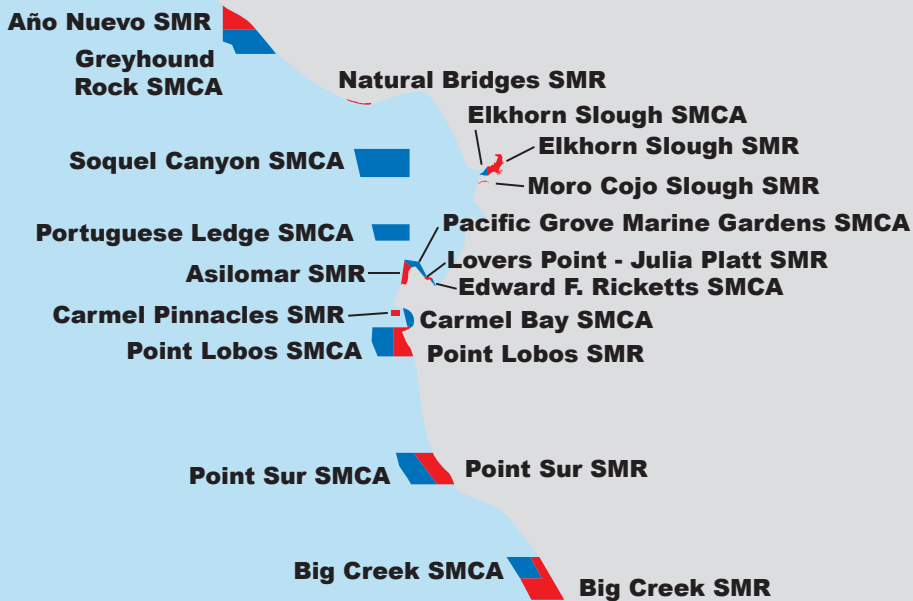 Año Nuevo SMR
Greyhound
Rock SMCA
Natural Bridges SMR
Elkhorn Slough SMCA
Elkhorn Slough SMR
Soquel Canyon SMCA
Moro Cojo Slough SMR
Pacific Grove Marine Gardens SMCA
Portuguese Ledge SMCA
Lovers Point - Julia Platt SMR
Asilomar SMR
Edward F. Ricketts SMCA
Carmel Pinnacles SMR
Carmel Bay SMCA
Point Lobos SMCA
Point Lobos SMR
Point Sur SMCA
Point Sur SMR
Big Creek SMCA
Big Creek SMR